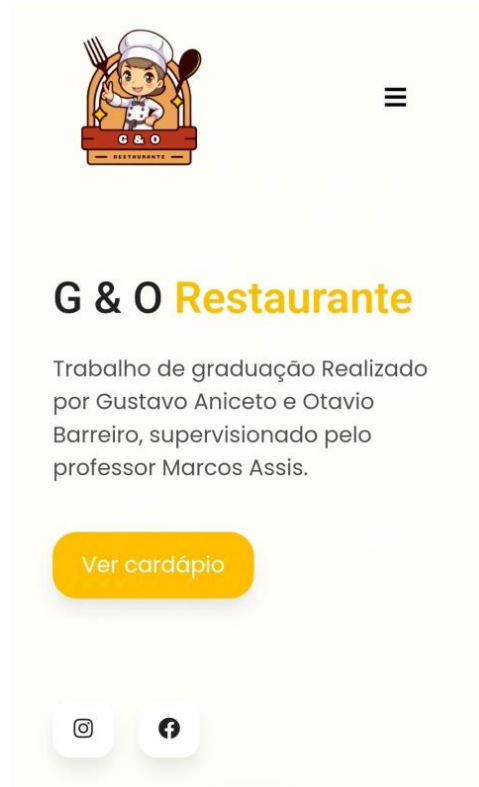 G & O
RESTAURANTE
G & O Restaurante
Trabalho de graduação Realizado
por Gustavo Aniceto e Otavio
Barreiro, supervisionado pelo
professor Marcos Assis.
Ver cardápio